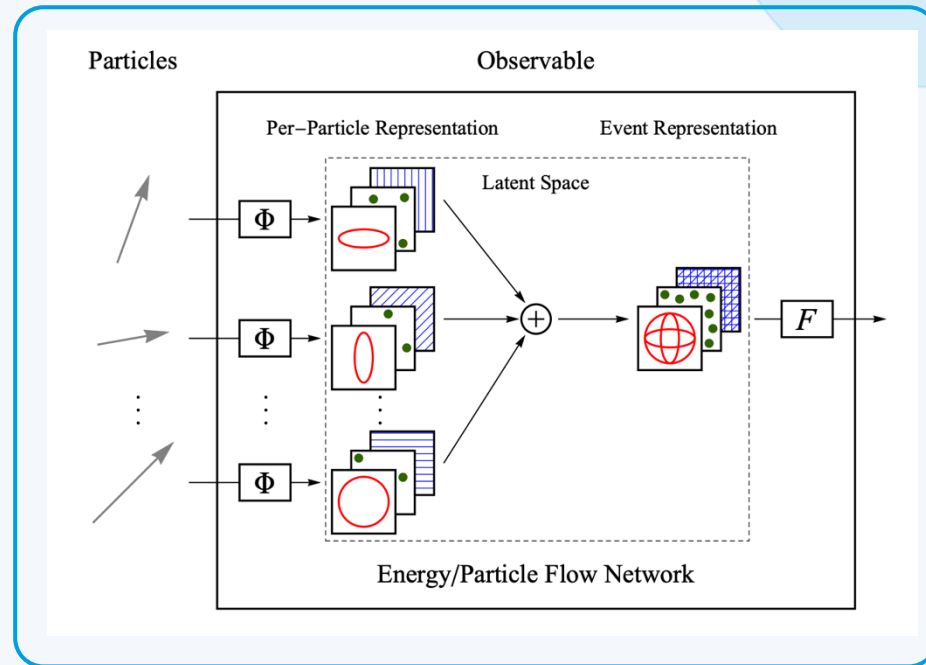 Particles
Observable
Per−Particle Representation
Event Representation
Latent Space
Φ
Φ
Φ
F
Energy/Particle Flow Network